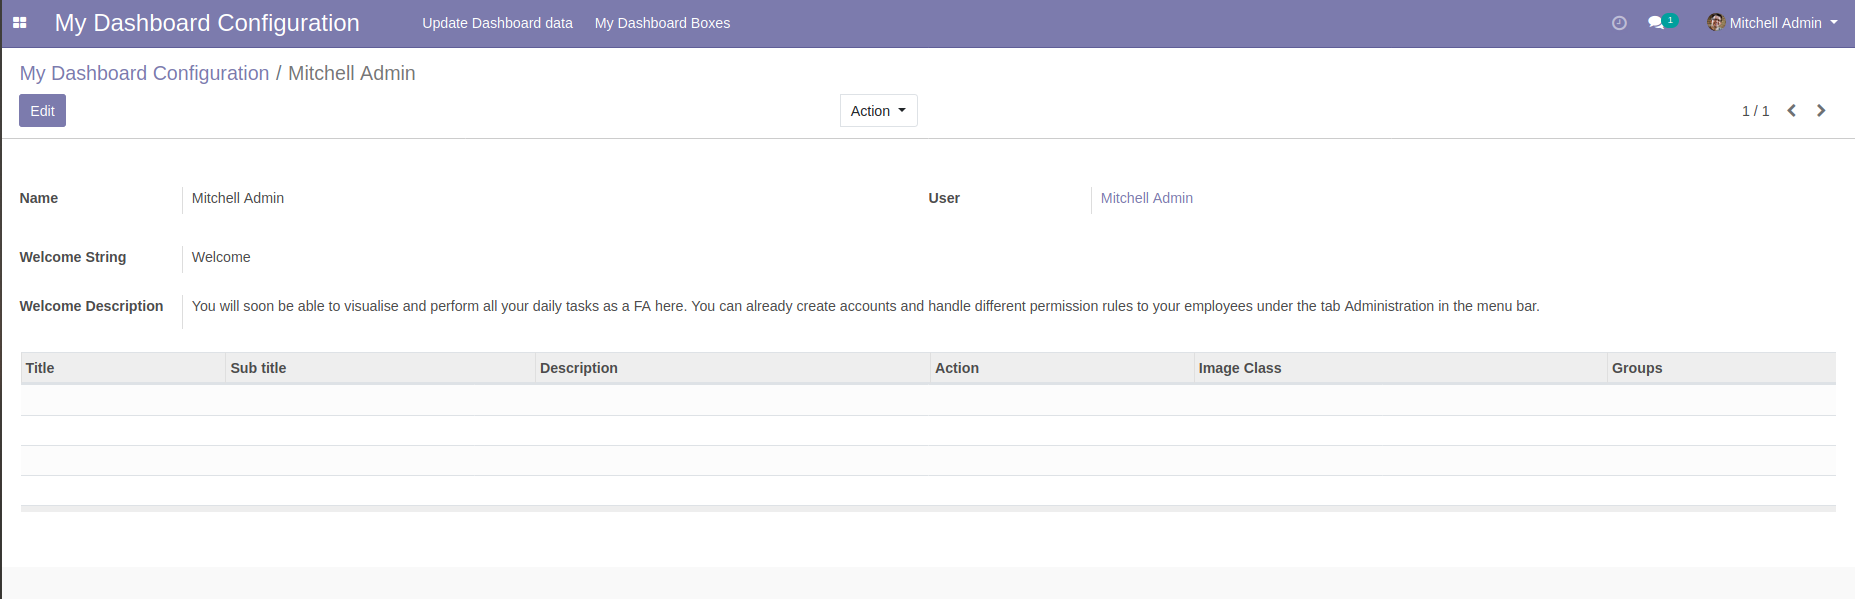 My Dashboard Configuration Update Dashboard data My Dashboard Boxes 1 Mitchell Admin
My Dashboard Configuration / Mitchell Admin
Edit Action 1 / 1
Name Mitchell Admin User Mitchell Admin
Welcome String Welcome
Welcome Description You will soon be able to visualise and perform all your daily tasks as a FA here. You can already create accounts and handle different permission rules to your employees under the tab Administration in the menu bar.
Title Sub title Description Action Image Class Groups